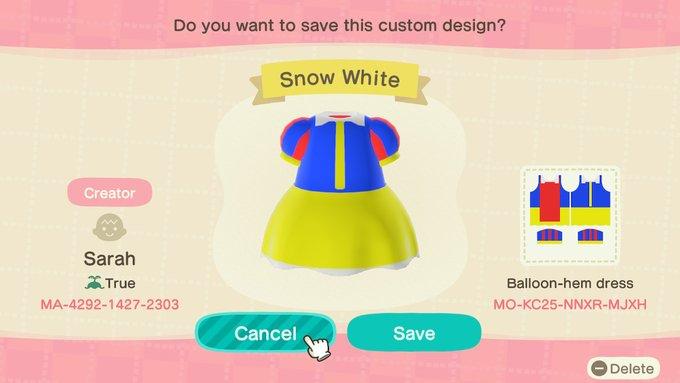 Do you want to save this custom design?
Snow White
Creator
Sarah
True
MA-4292-1427-2303
Balloon-hem dress
MO-KC25-NNXR-MJXH
Cancel
Save
Delete